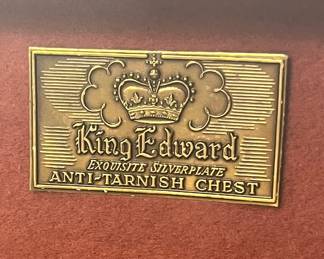 King Edward
EXQUISITE SILVERPLATE
ANTI-TARNISH CHEST